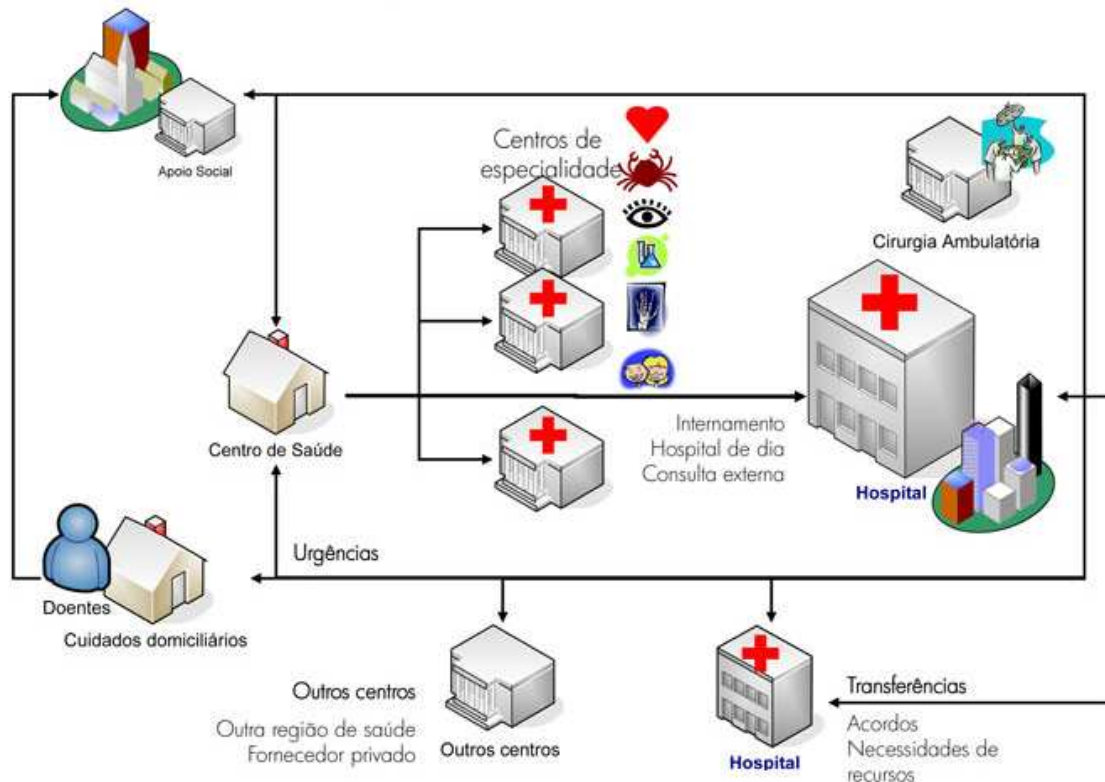 Apoio Social
Centros de
especialidade
Cirurgia Ambulatória
Centro de Saúde
Internamento
Hospital de dia
Consulta externa
Hospital
Urgências
Doentes
Cuidados domiciliários
Outros centros
Outra região de saúde
Fornecedor privado
Outros centros
Hospital
Transferências
Acordos
Necessidades de
recursos